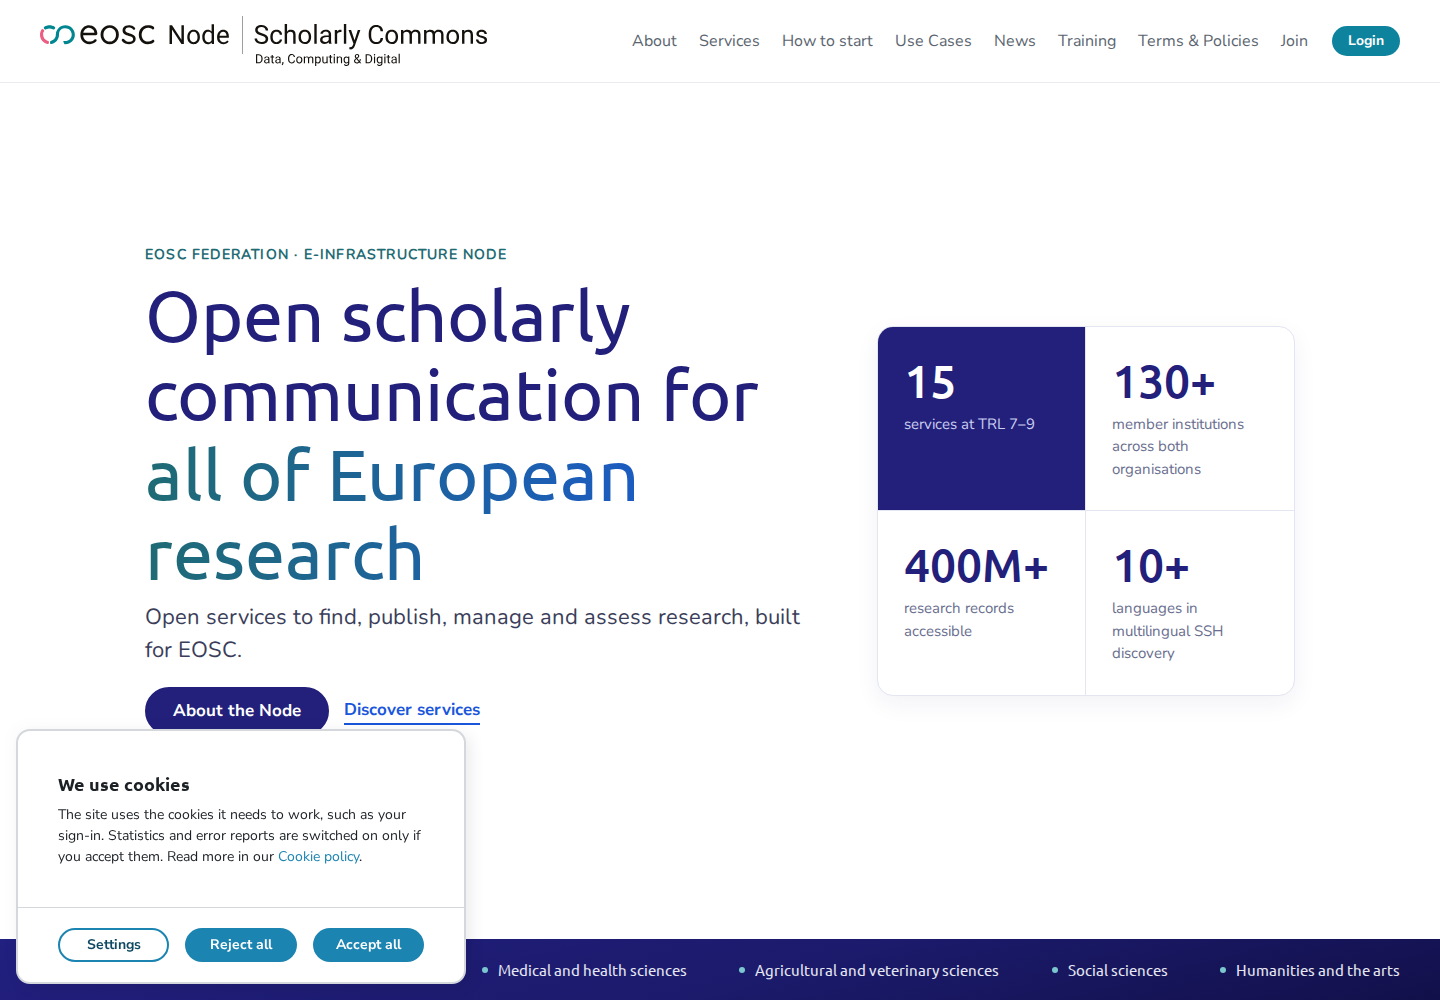 eosc Node Scholarly Commons
Data, Computing & Digital
About Services How to start Use Cases News Training Terms & Policies Join Login
EOSC FEDERATION · E-INFRASTRUCTURE NODE
Open scholarly
communication for
all of European
research
Open services to find, publish, manage and assess research, built
for EOSC.
About the Node Discover services
15
services at TRL 7–9
130+
member institutions
across both
organisations
400M+
research records
accessible
10+
languages in
multilingual SSH
discovery
We use cookies
The site uses the cookies it needs to work, such as your
sign-in. Statistics and error reports are switched on only if
you accept them. Read more in our Cookie policy.
Settings Reject all Accept all
Medical and health sciences Agricultural and veterinary sciences Social sciences Humanities and the arts